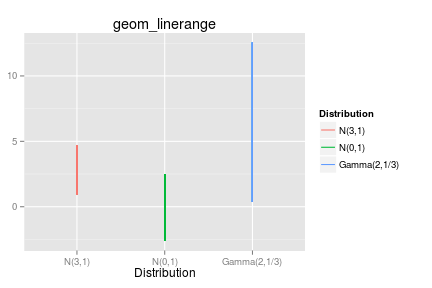 geom_linerange
10
5
0
N(3,1)
N(0,1)
Gamma(2,1/3)
Distribution
Distribution
N(3,1)
N(0,1)
Gamma(2,1/3)